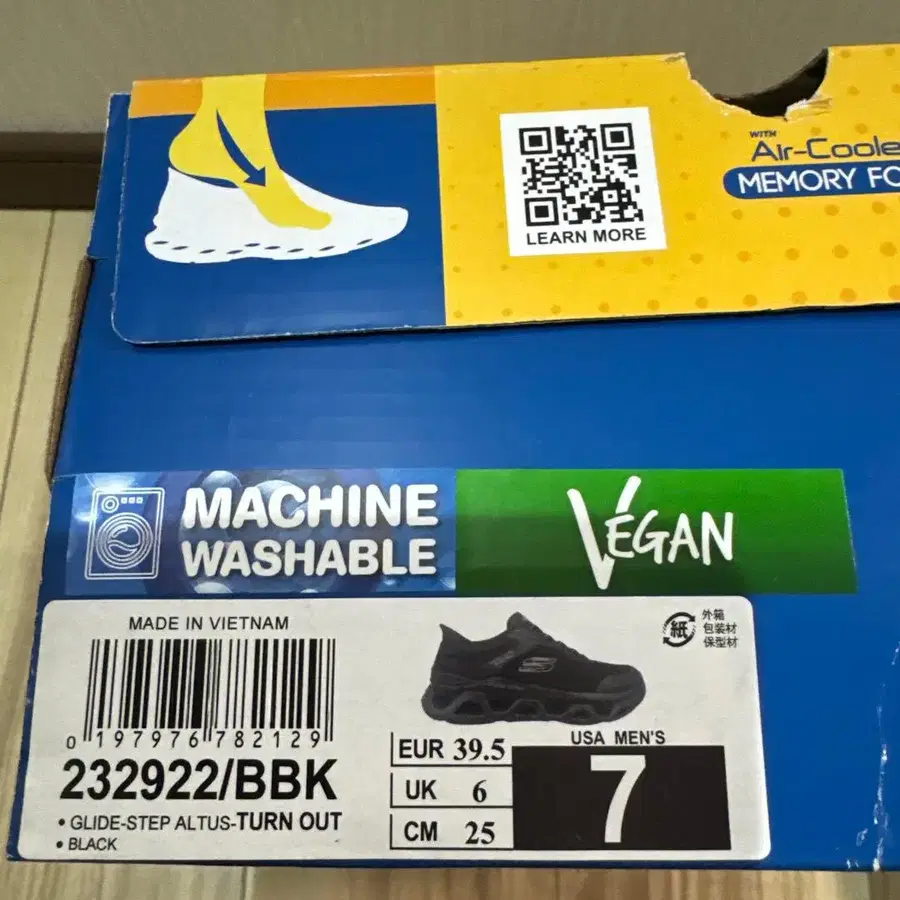 WITH
Air-Coole
MEMORY FO
LEARN MORE
MACHINE
WASHABLE
VEGAN
MADE IN VIETNAM
外箱
包装材
保型材
紙
0 197976 782129
232922/BBK
• GLIDE-STEP ALTUS-TURN OUT
• BLACK
EUR 39.5
UK 6
CM 25
USA MEN'S
7